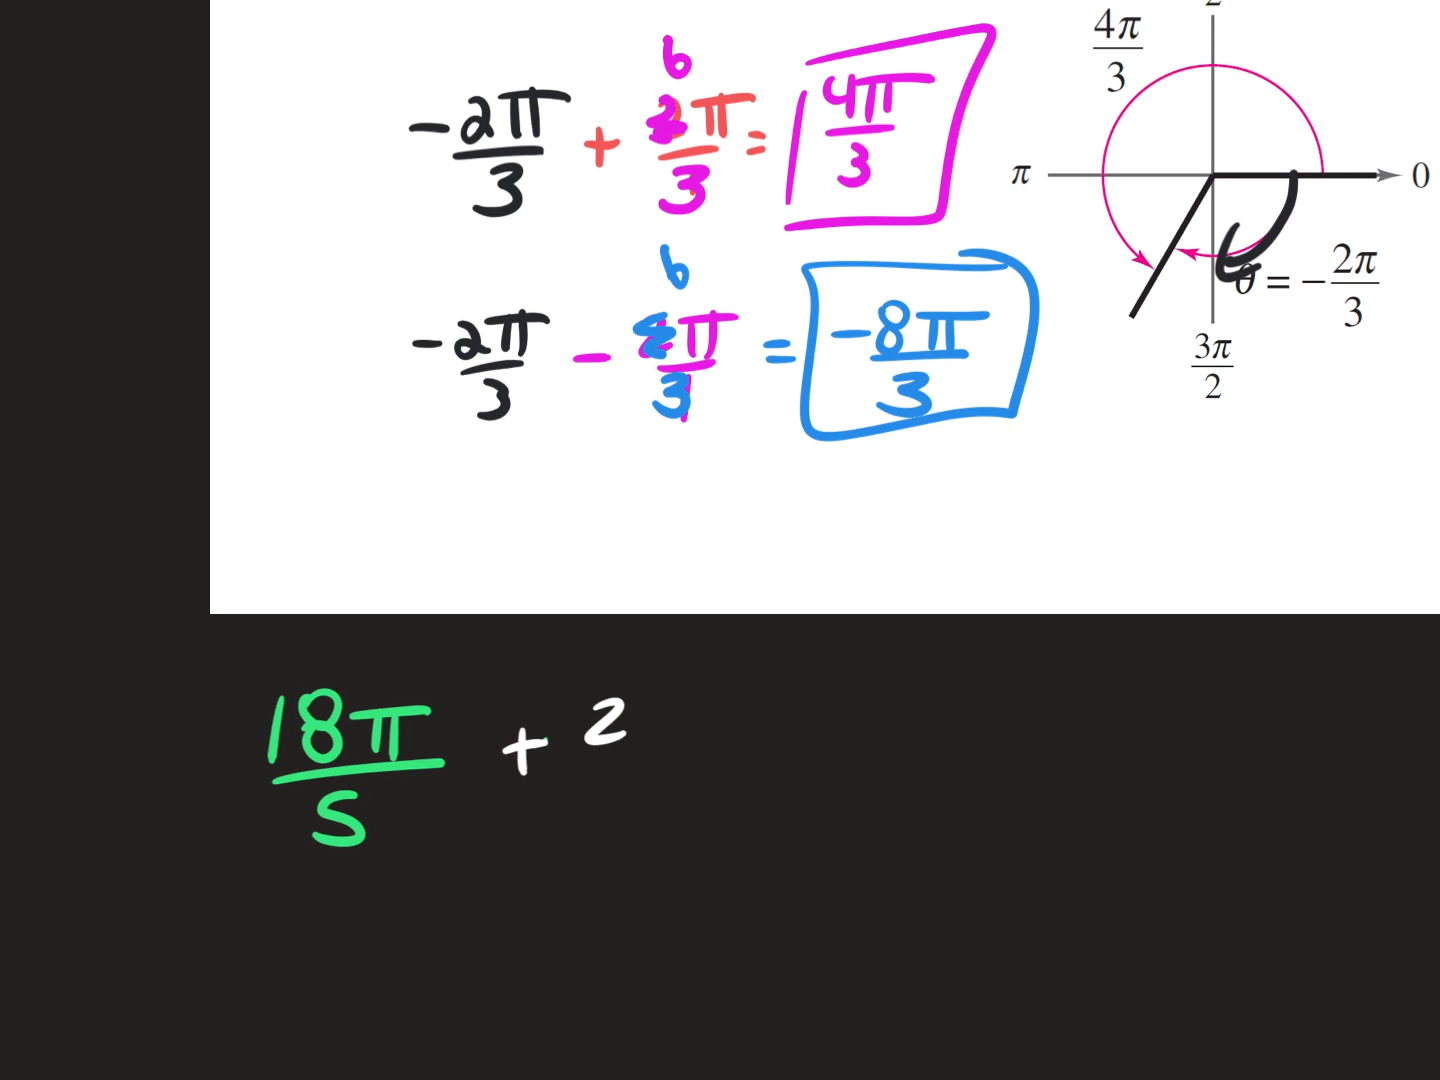 -2π/3 + 6π/3 = 4π/3
-2π/3 - 6π/3 = -8π/3
4π/3
π
0
θ = -2π/3
3π/2
18π/5 + 2